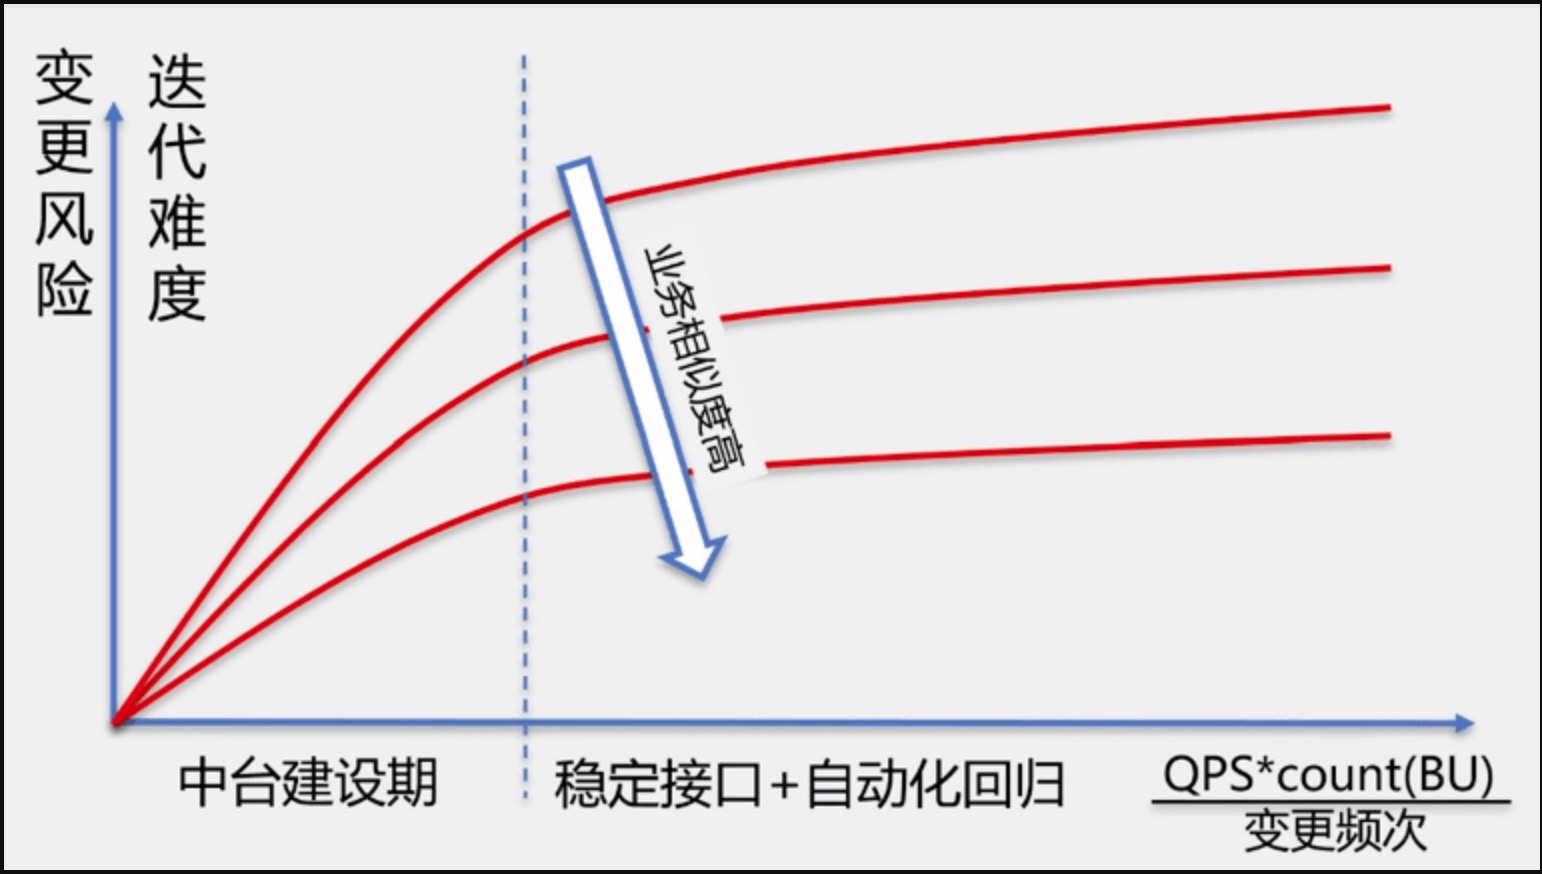 变更风险
迭代难度
业务相似度高
中台建设期
稳定接口+自动化回归
QPS*count(BU)
变更频次